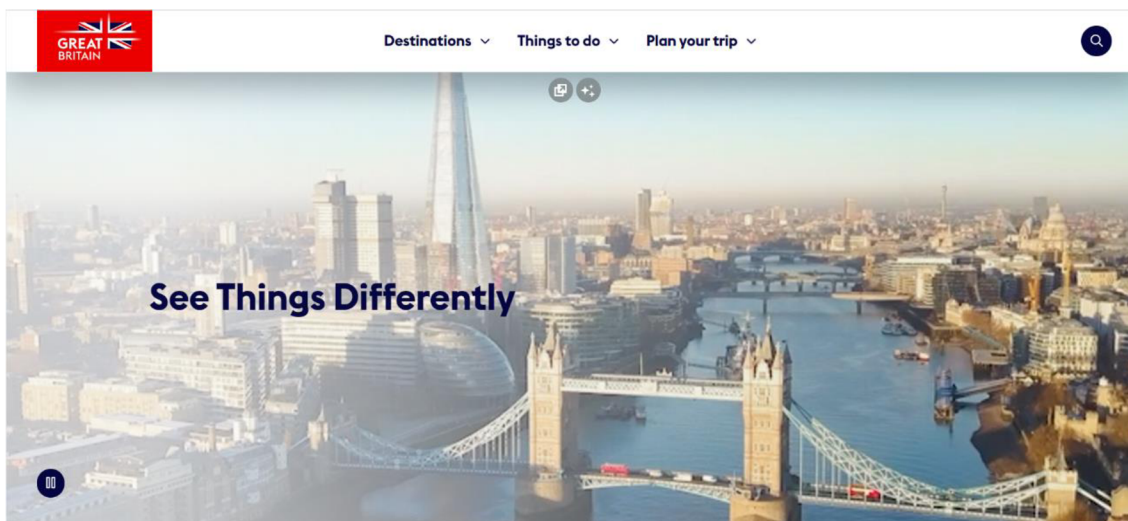 GREAT
BRITAIN
Destinations
Things to do
Plan your trip
See Things Differently